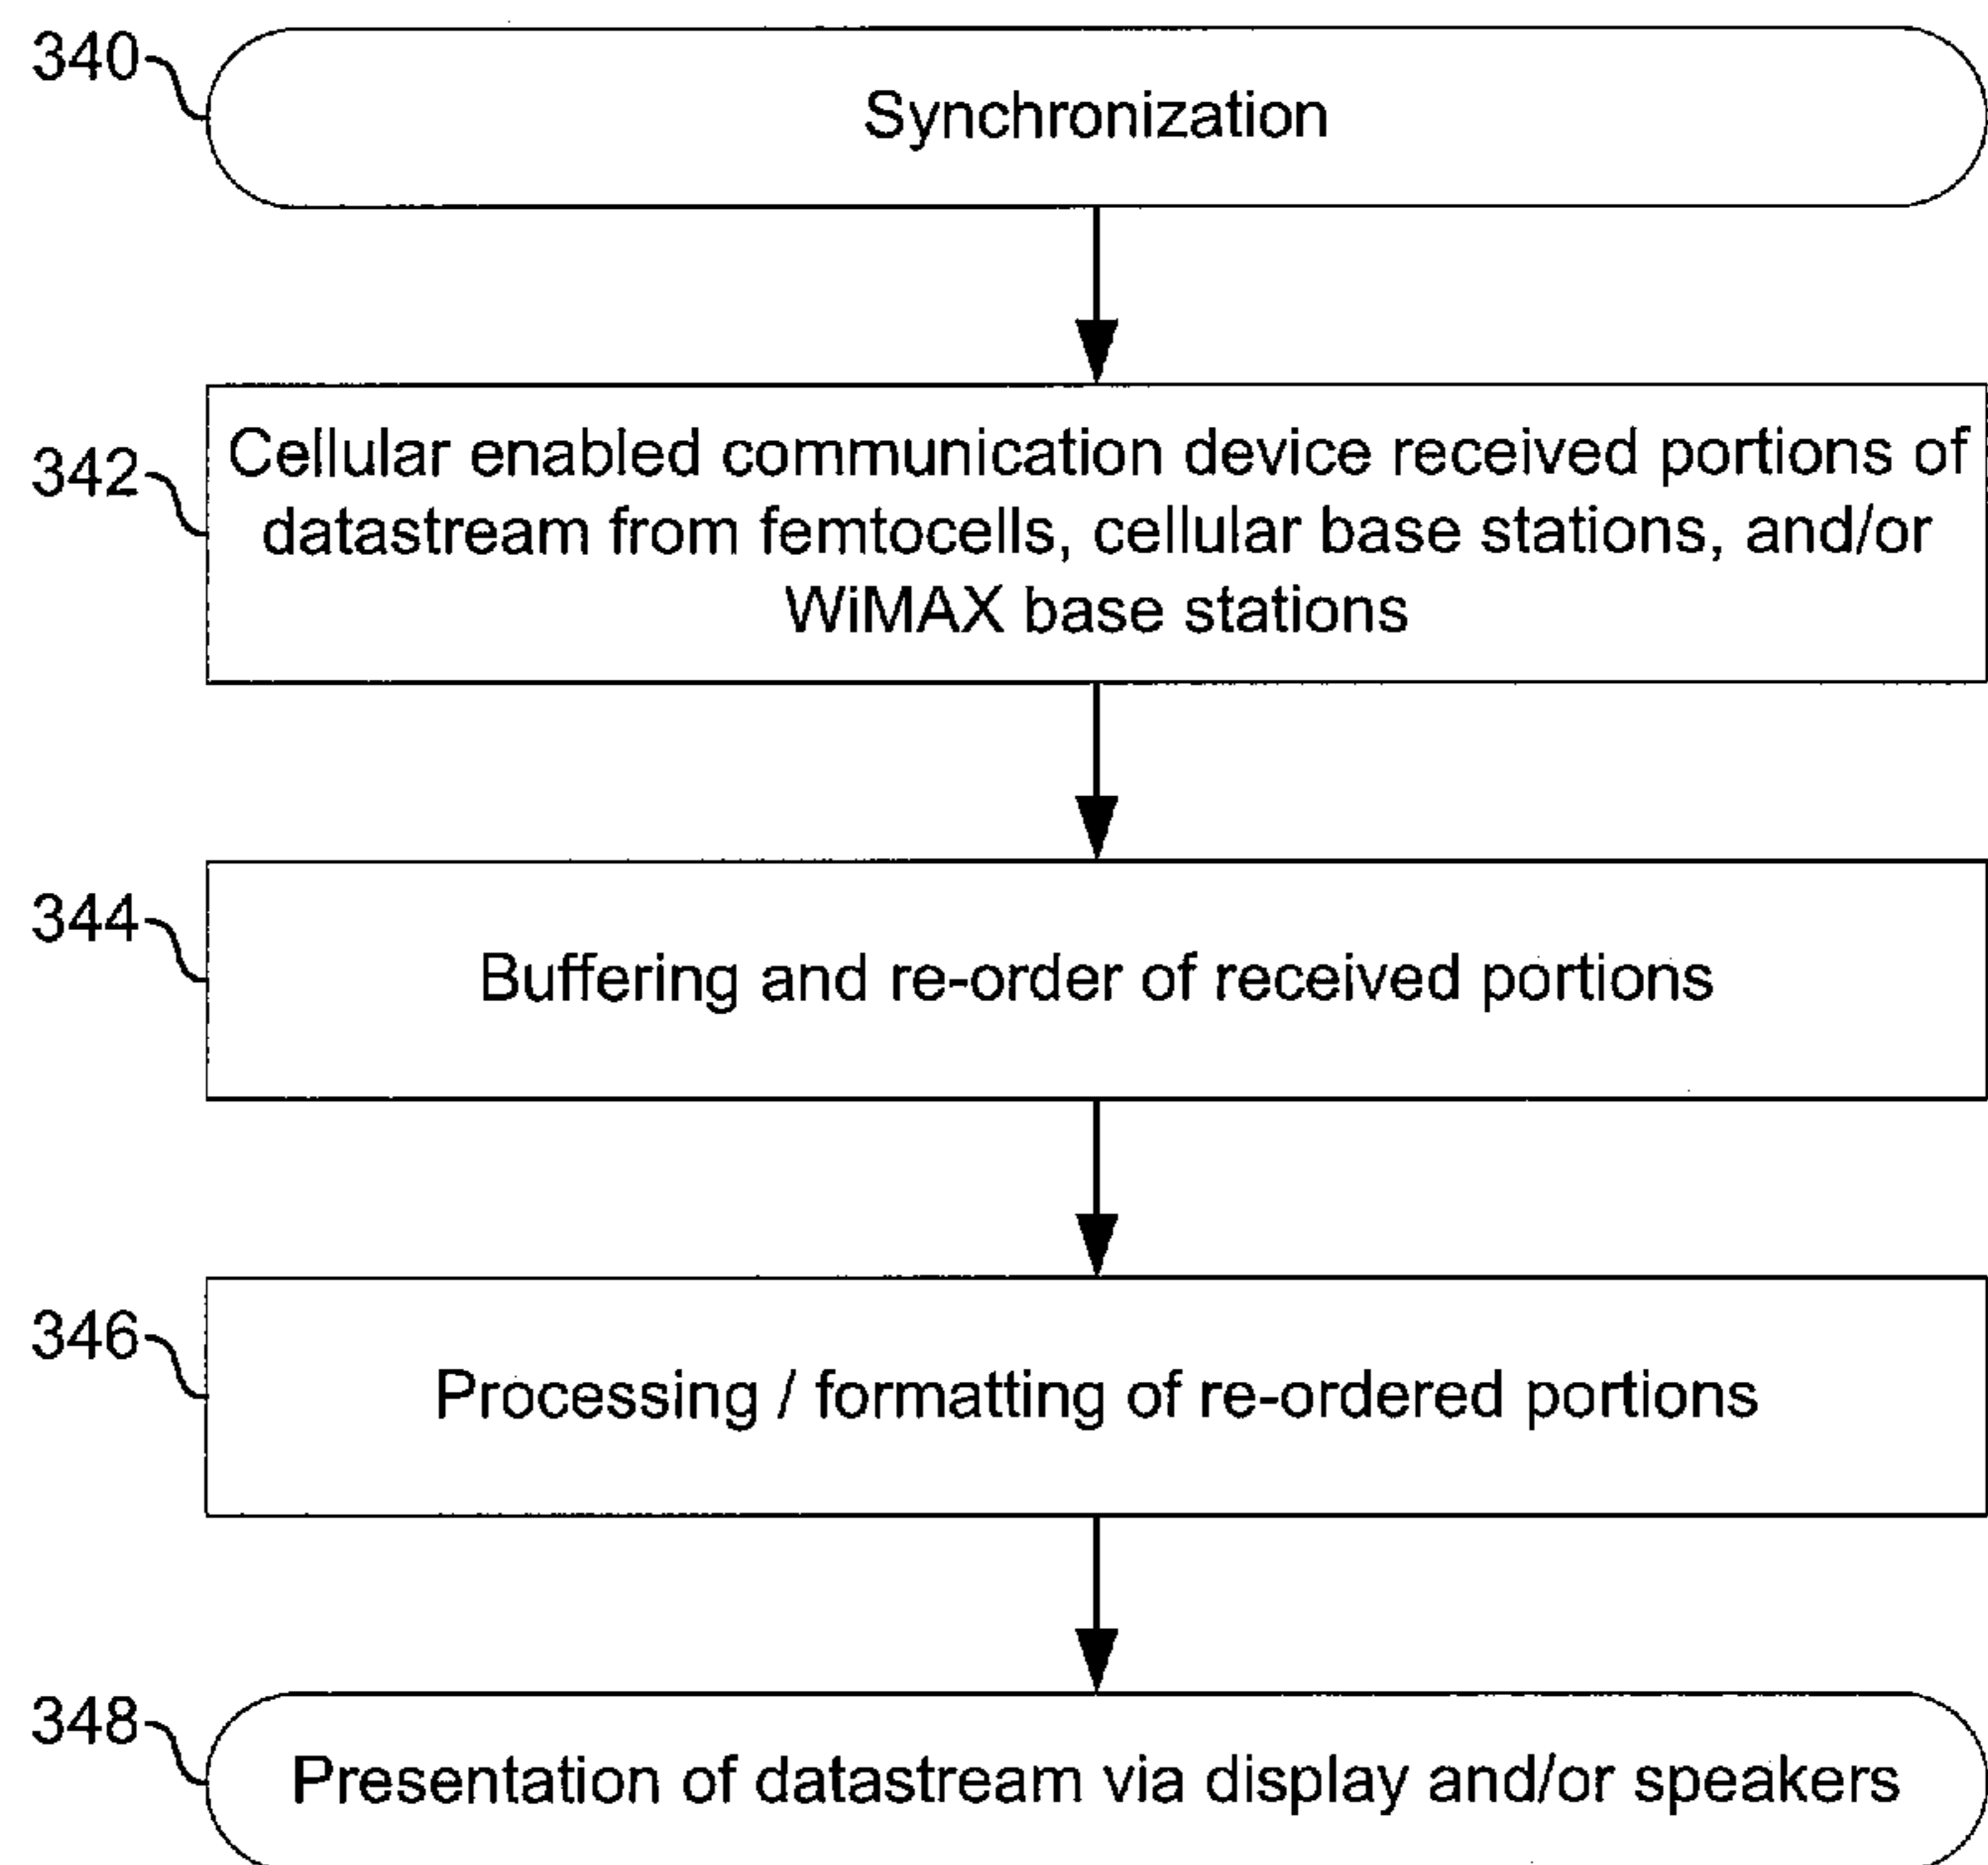 340
Synchronization
342
Cellular enabled communication device received portions of
datastream from femtocells, cellular base stations, and/or
WiMAX base stations
344
Buffering and re-order of received portions
346
Processing / formatting of re-ordered portions
348
Presentation of datastream via display and/or speakers